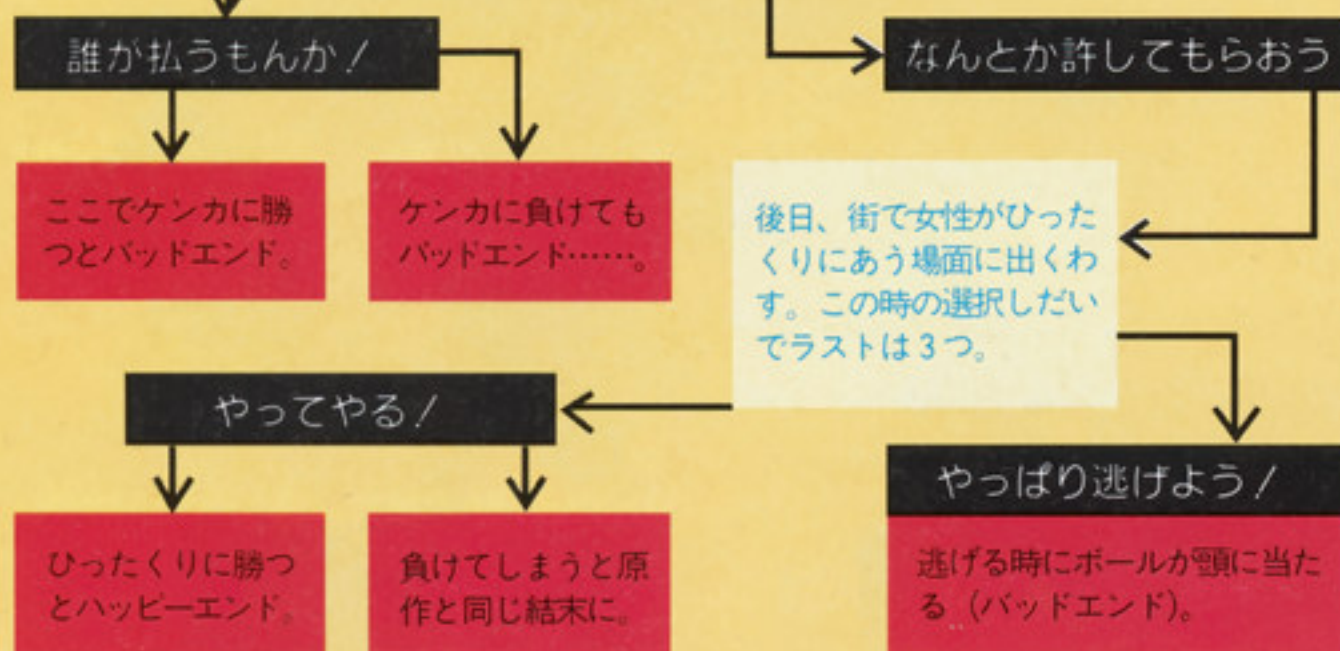 誰が払うもんか!
なんとか許してもらおう
ここでケンカに勝
つとバッドエンド。
ケンカに負けても
バッドエンド……。
後日、街で女性がひった
くりにあう場面に出くわ
す。この時の選択しだい
でラストは3つ。
やってやる!
やっぱり逃げよう!
ひったくりに勝つ
とハッピーエンド。
負けてしまうと原
作と同じ結末に。
逃げる時にボールが頭に当た
る(バッドエンド)。